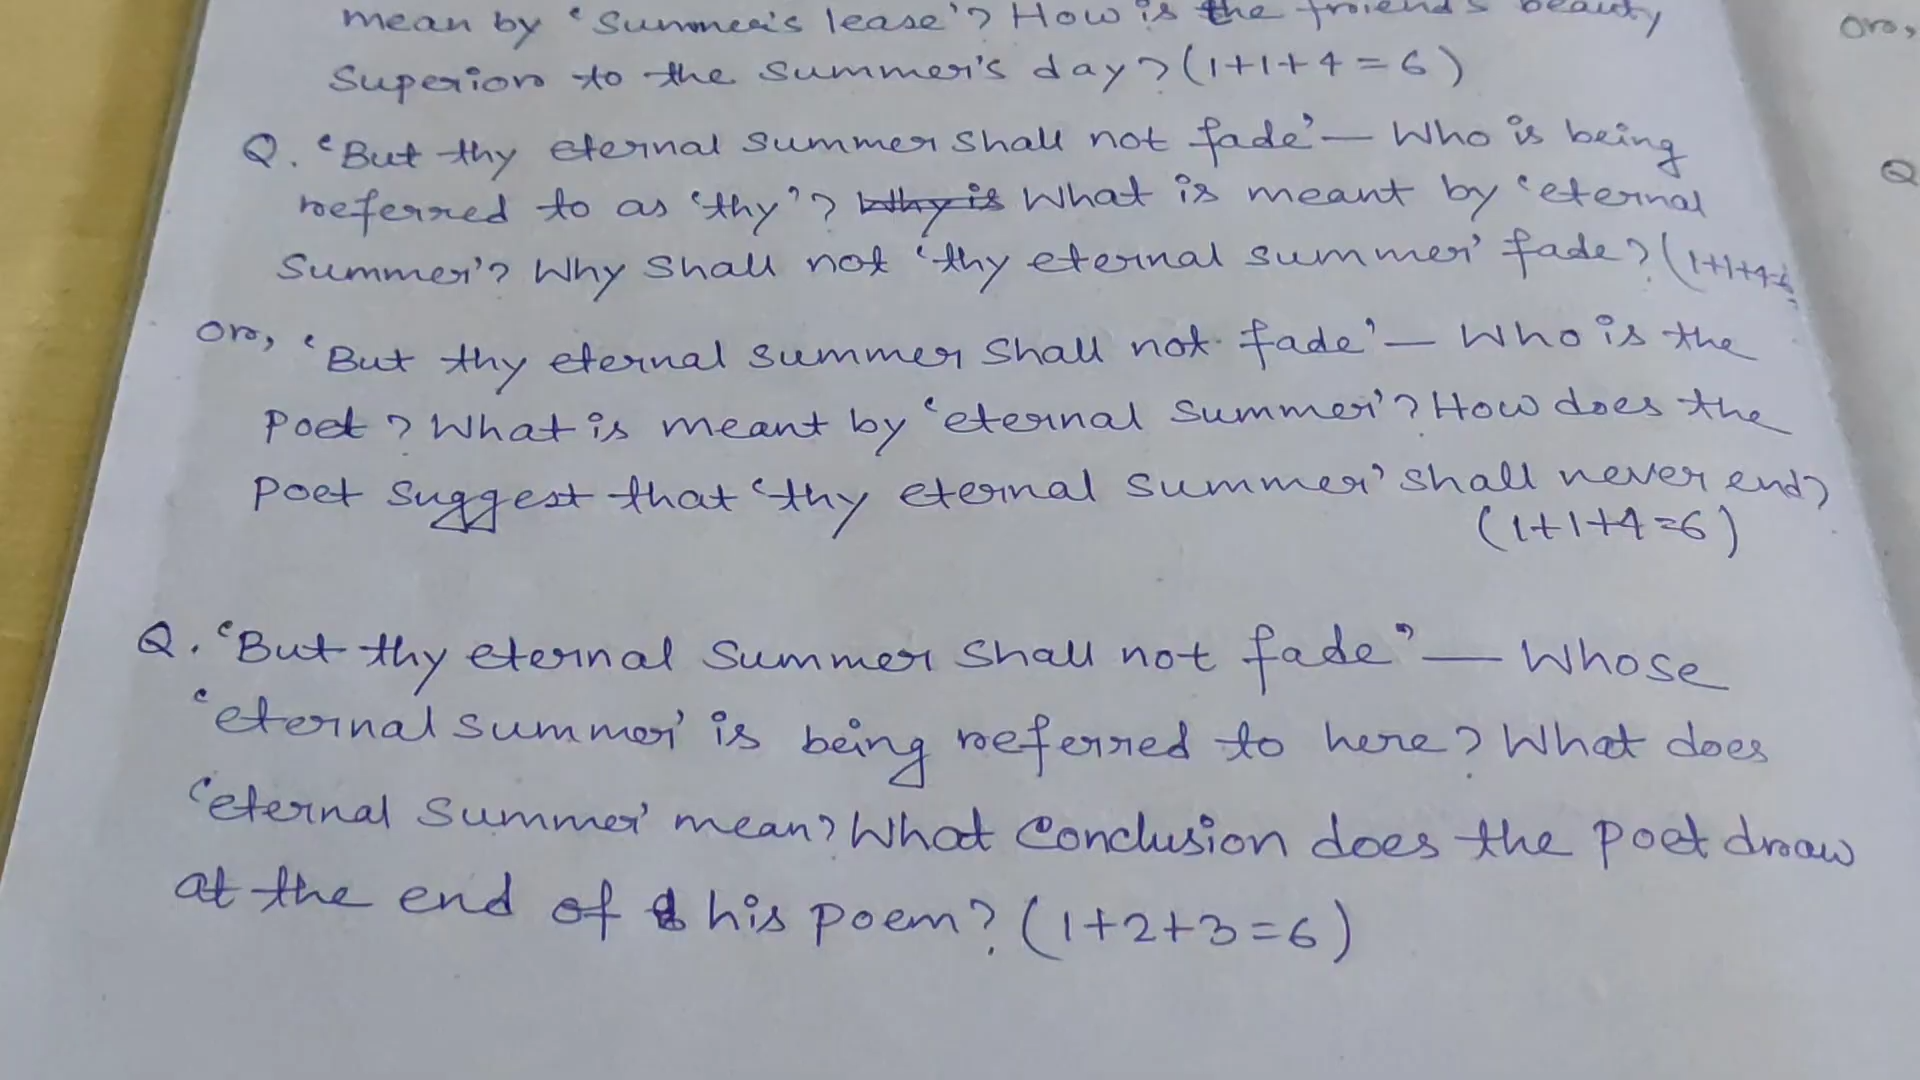 mean by 'Summer's lease'? How is the friend's beauty
Superior to the summer's day? (1+1+4=6)
Q. 'But thy eternal summer shall not fade' — Who is being
referred to as 'thy'? Why is What is meant by 'eternal
Summer'? Why shall not 'thy eternal summer' fade? (1+1+4=6
or, 'But thy eternal summer shall not fade' — Who is the
Poet? What is meant by 'eternal summer'? How does the
Poet suggest that 'thy eternal summer' shall never end?
(1+1+4=6)
Q. 'But thy eternal summer shall not fade' — Whose
'eternal summer' is being referred to here? What does
'eternal summer' mean? What conclusion does the poet draw
at the end of his poem? (1+2+3=6)
or,
Q